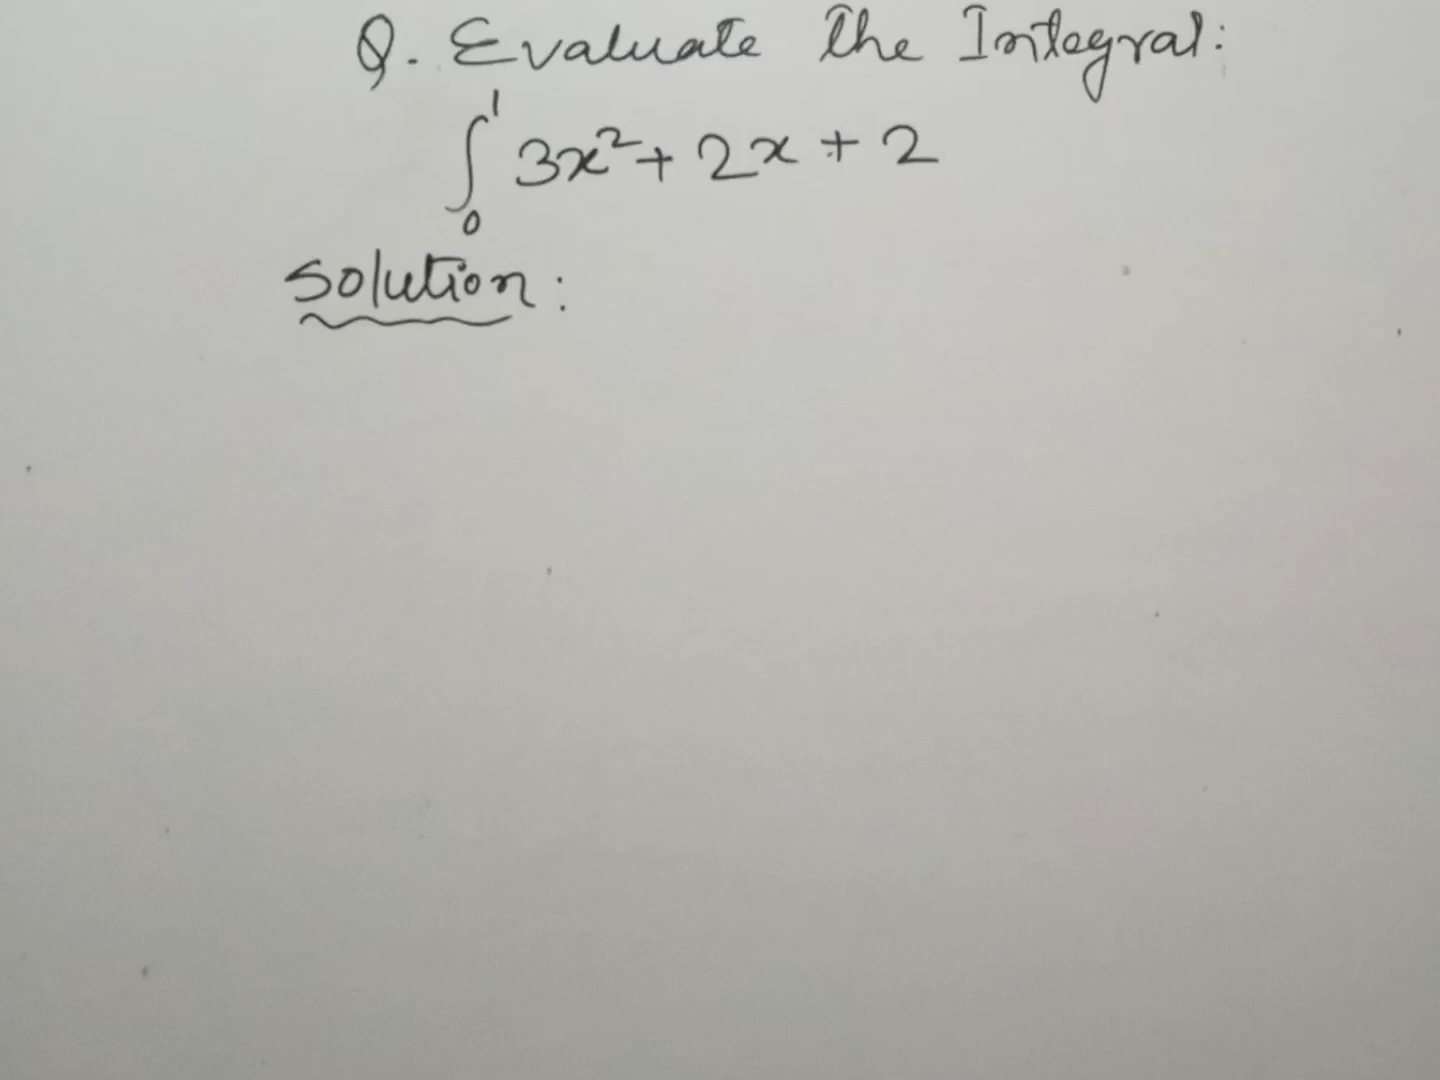 Q. Evaluate the Integral:
∫₀¹ 3x² + 2x + 2
Solution: